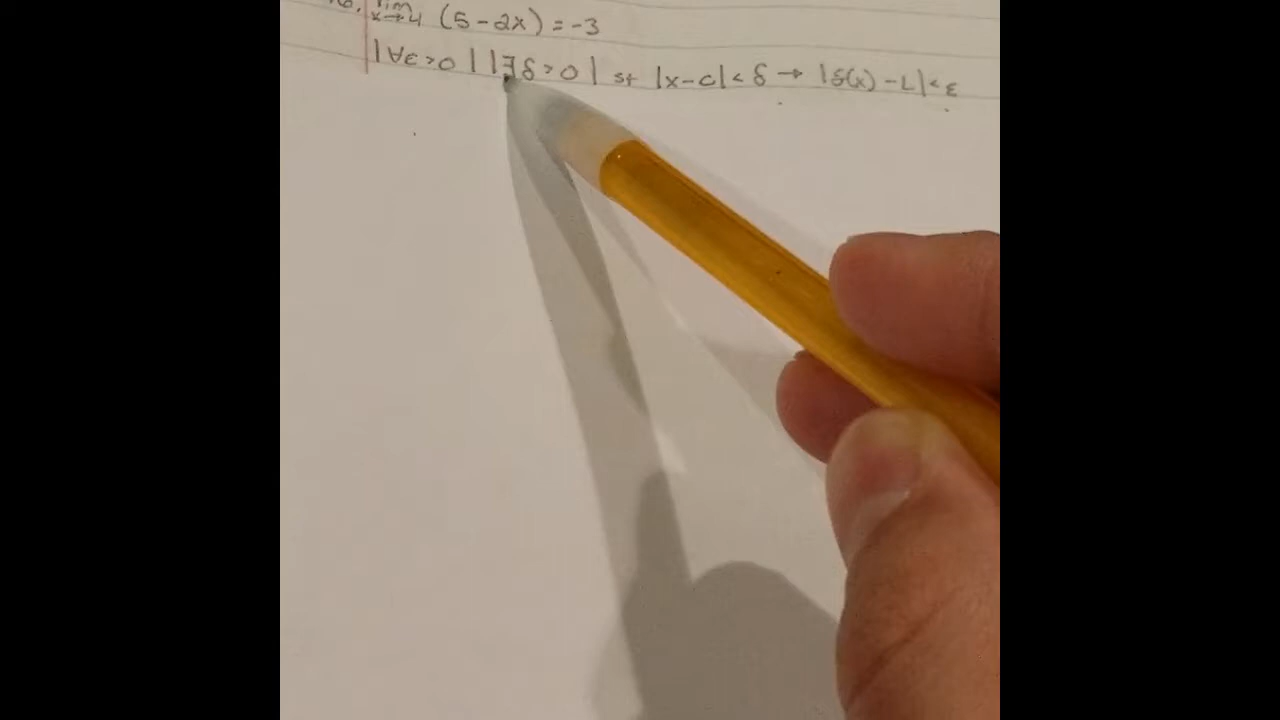 lim
x→4 (5-2x) = -3
|∀ε>0| |∃δ>0| st |x-c|<δ → |f(x)-L|<ε